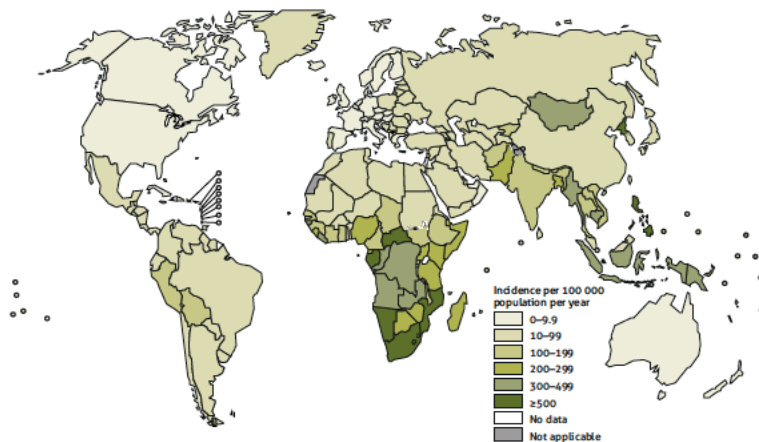 Incidence per 100 000
population per year
0–9.9
10–99
100–199
200–299
300–499
≥500
No data
Not applicable